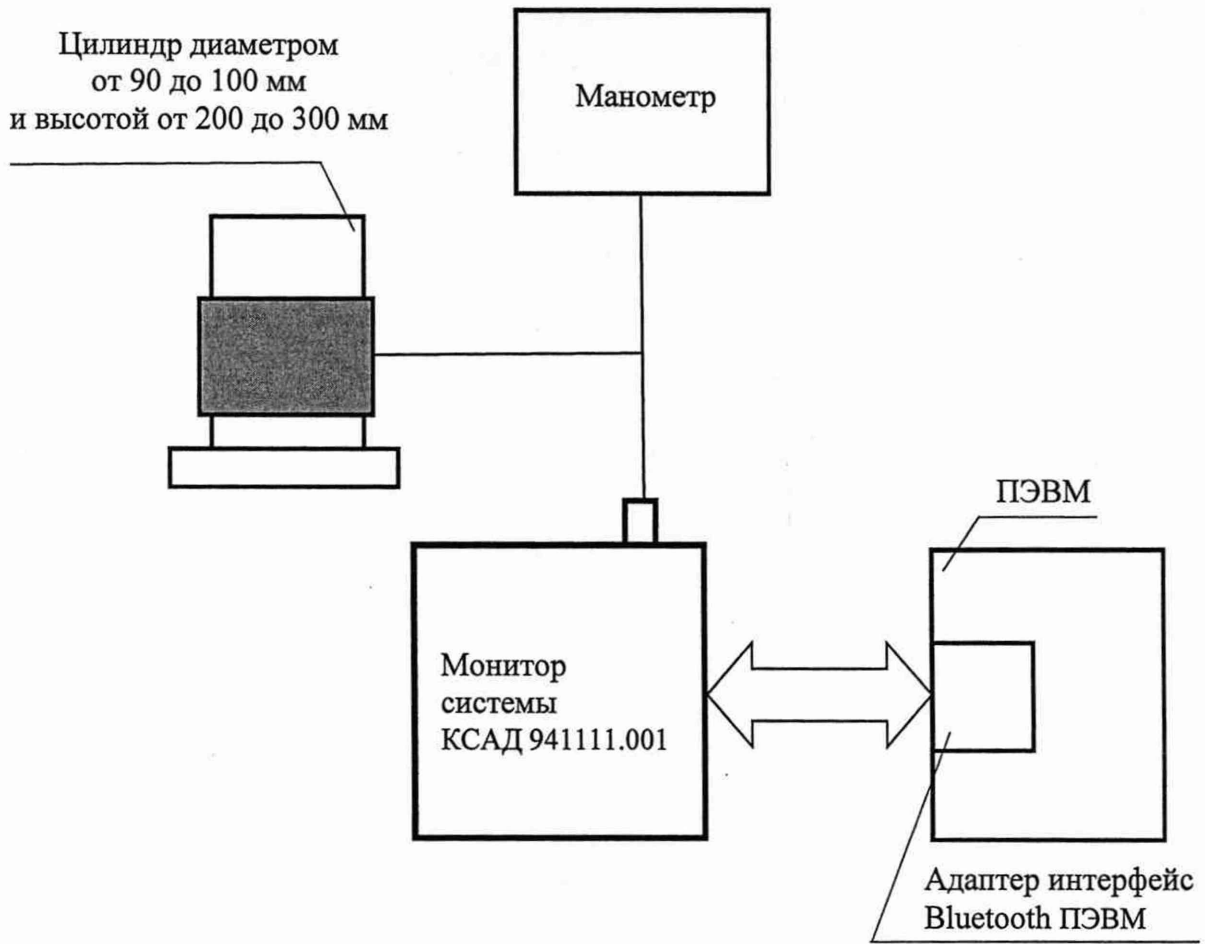 Цилиндр диаметром
от 90 до 100 мм
и высотой от 200 до 300 мм
Манометр
ПЭВМ
Монитор
системы
КСАД 941111.001
Адаптер интерфейс
Bluetooth ПЭВМ